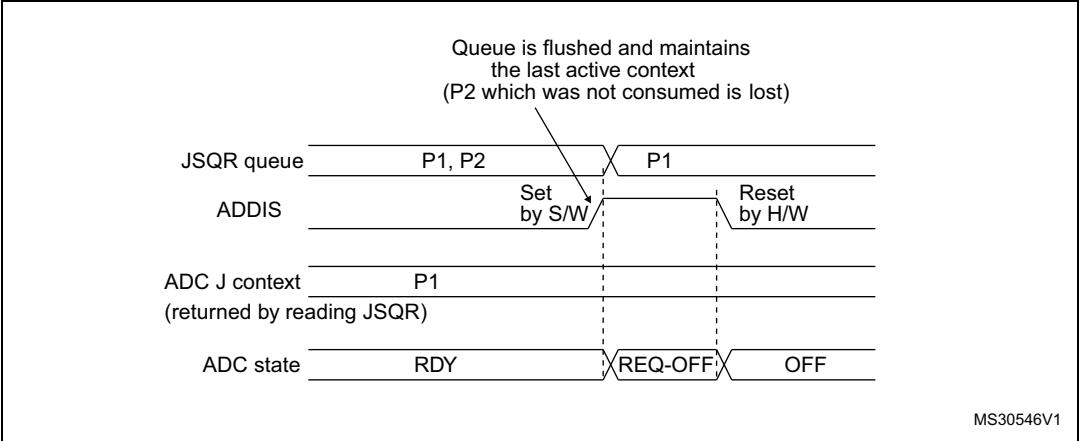 Queue is flushed and maintains
the last active context
(P2 which was not consumed is lost)
JSQR queue P1, P2 P1
ADDIS Set by S/W Reset by H/W
ADC J context P1
(returned by reading JSQR)
ADC state RDY REQ-OFF OFF
MS30546V1